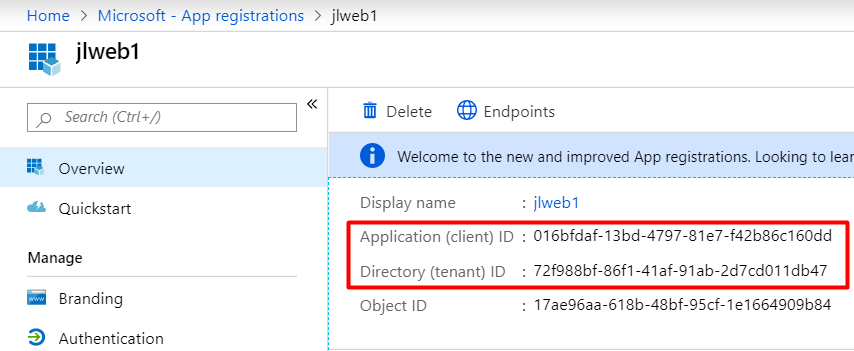 Home > Microsoft - App registrations > jlweb1
jlweb1
Search (Ctrl+/)
«
Overview
Quickstart
Manage
Branding
Authentication
Delete
Endpoints
Welcome to the new and improved App registrations. Looking to lear
Display name : jlweb1
Application (client) ID : 016bfdaf-13bd-4797-81e7-f42b86c160dd
Directory (tenant) ID : 72f988bf-86f1-41af-91ab-2d7cd011db47
Object ID : 17ae96aa-618b-48bf-95cf-1e1664909b84